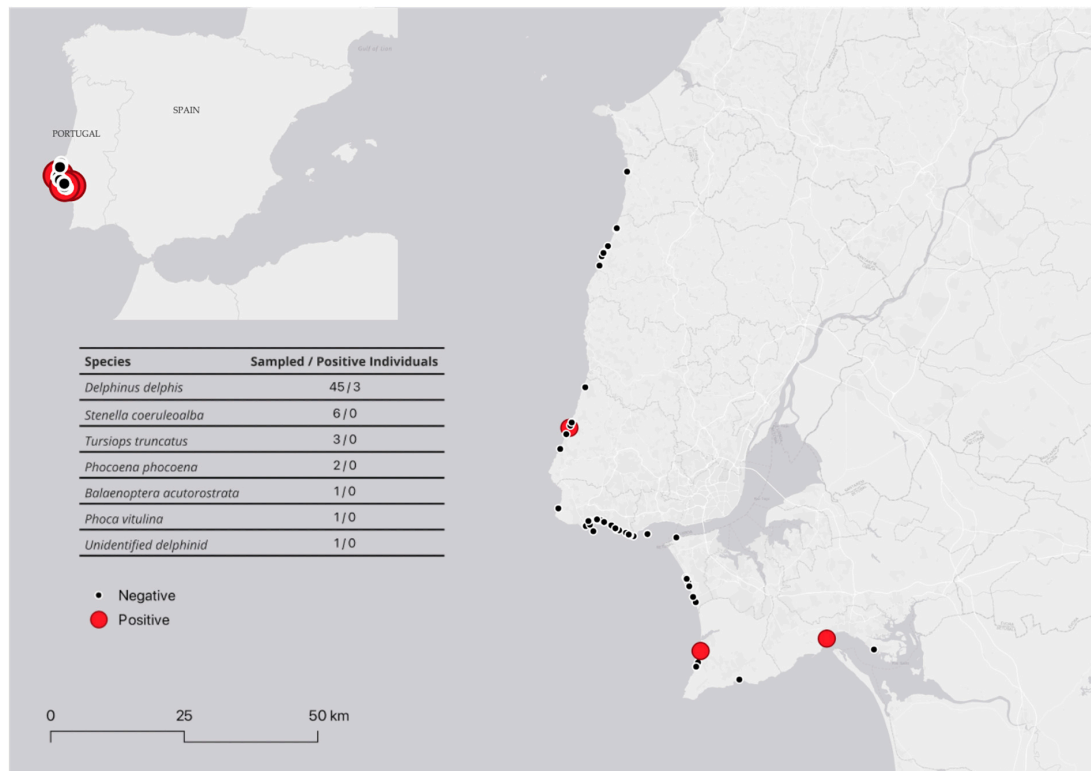 SPAIN
PORTUGAL
Species Sampled / Positive Individuals
Delphinus delphis 45 / 3
Stenella coeruleoalba 6 / 0
Tursiops truncatus 3 / 0
Phocoena phocoena 2 / 0
Balaenoptera acutorostrata 1 / 0
Phoca vitulina 1 / 0
Unidentified delphinid 1 / 0
Negative
Positive
0 25 50 km